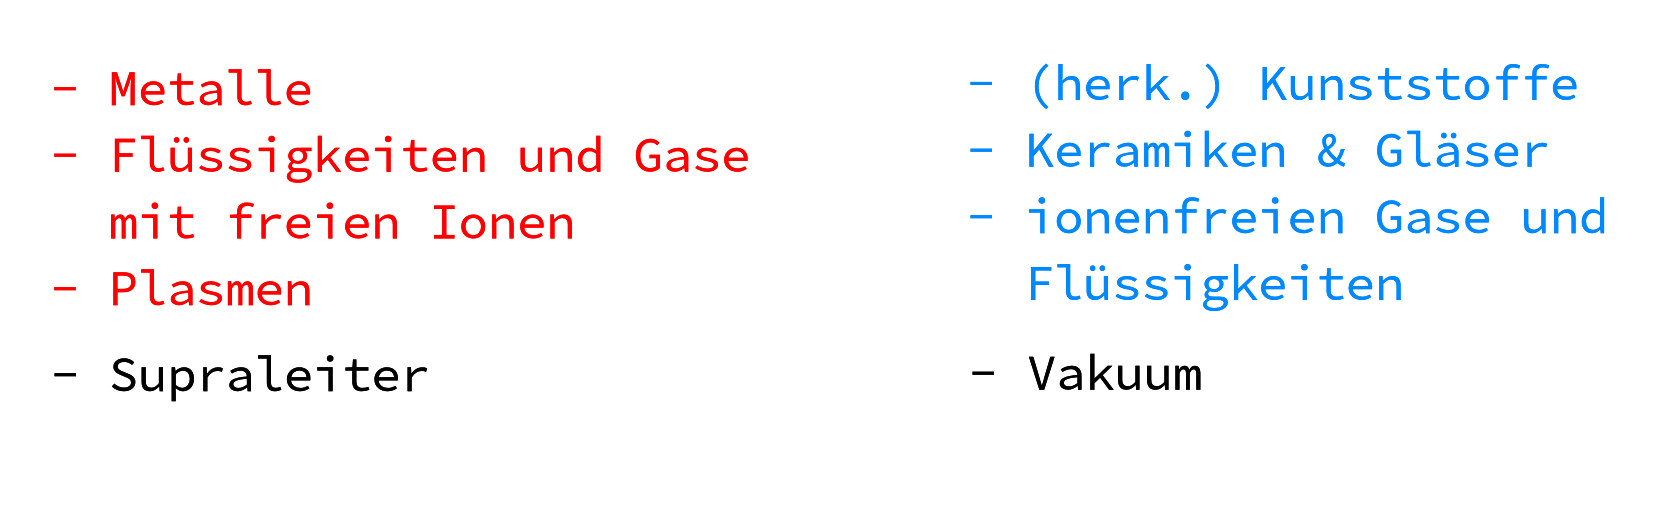 - Metalle
- Flüssigkeiten und Gase
mit freien Ionen
- Plasmen
- Supraleiter
- (herk.) Kunststoffe
- Keramiken & Gläser
- ionenfreien Gase und
Flüssigkeiten
- Vakuum